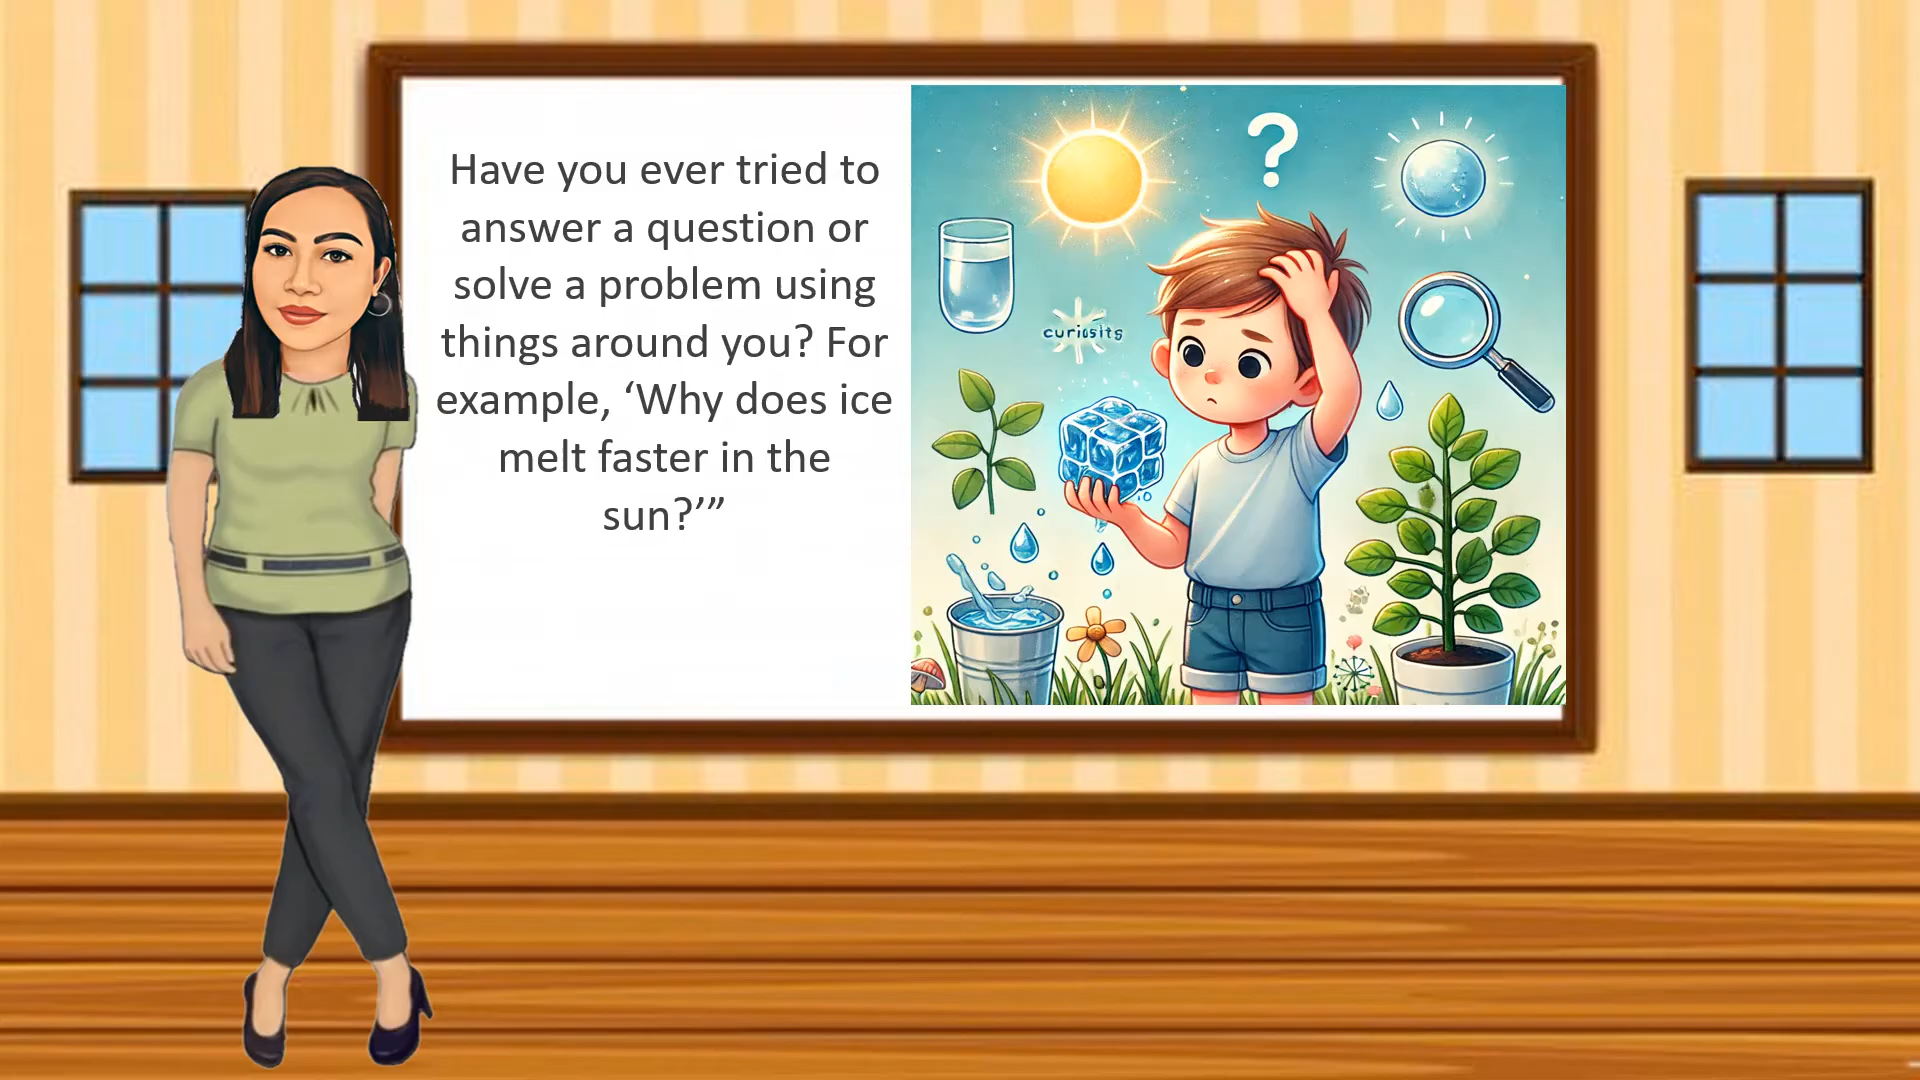 Have you ever tried to
answer a question or
solve a problem using
things around you? For
example, ‘Why does ice
melt faster in the
sun?’”
?
curiosits